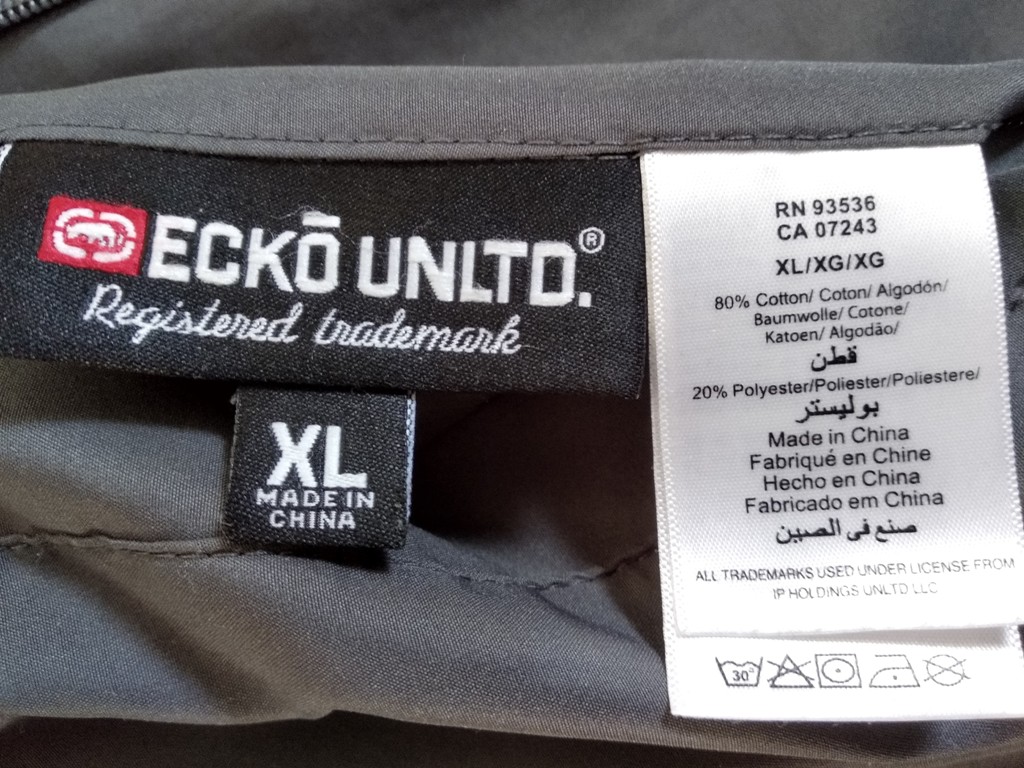 ECKŌ UNLTD.®
Registered trademark
XL
MADE IN
CHINA
RN 93536
CA 07243
XL/XG/XG
80% Cotton/ Coton/ Algodón/
Baumwolle/ Cotone/
Katoen/ Algodão/
قطن
20% Polyester/Poliester/Poliestere/
بوليستر
Made in China
Fabriqué en Chine
Hecho en China
Fabricado em China
صنع في الصين
ALL TRADEMARKS USED UNDER LICENSE FROM
IP HOLDINGS UNLTD LLC
30°